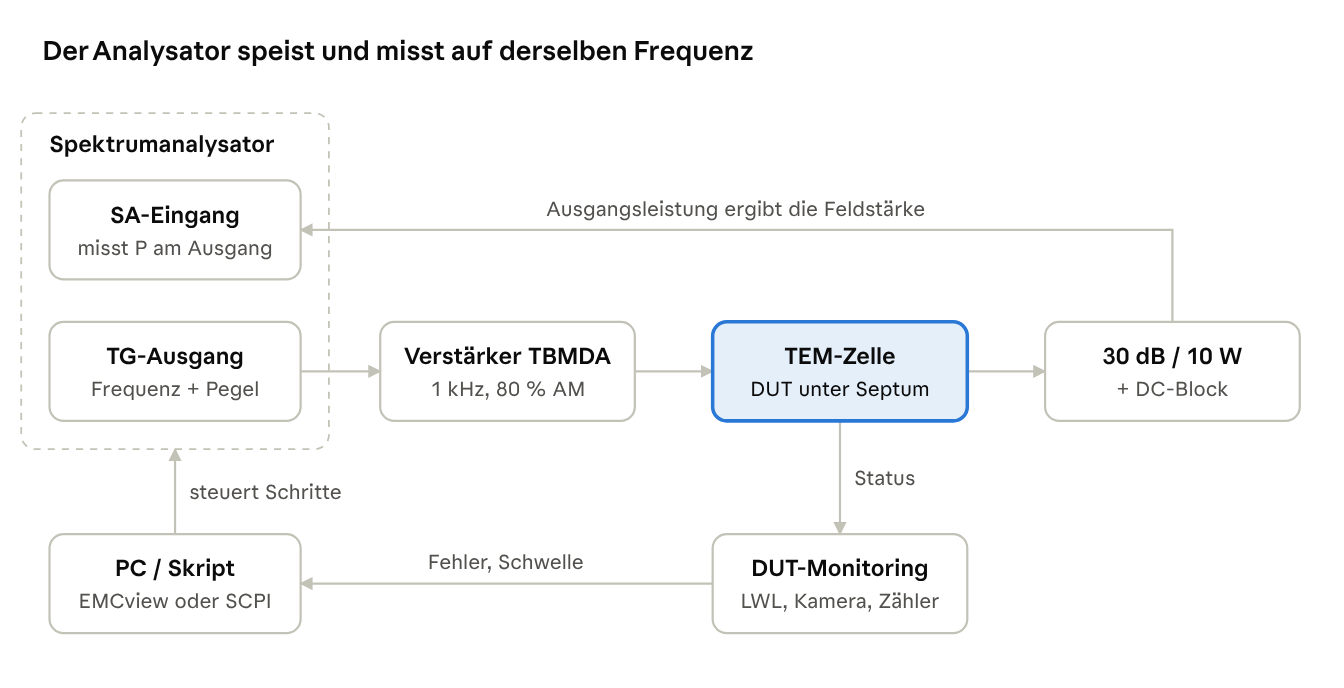 Der Analysator speist und misst auf derselben Frequenz
Spektrumanalysator
SA-Eingang
misst P am Ausgang
Ausgangsleistung ergibt die Feldstärke
TG-Ausgang
Frequenz + Pegel
Verstärker TBMDA
1 kHz, 80 % AM
TEM-Zelle
DUT unter Septum
30 dB / 10 W
+ DC-Block
steuert Schritte
Status
PC / Skript
EMCview oder SCPI
Fehler, Schwelle
DUT-Monitoring
LWL, Kamera, Zähler